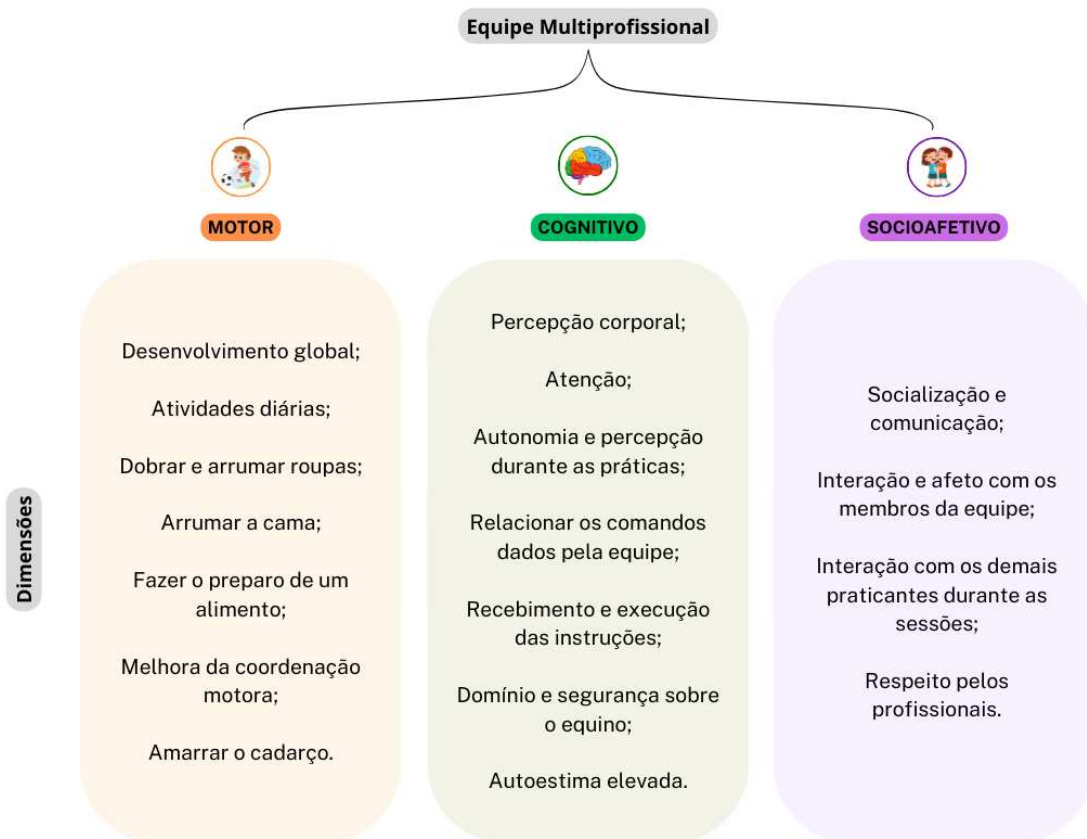 Equipe Multiprofissional
MOTOR
COGNITIVO
SOCIOAFETIVO
Dimensões
Desenvolvimento global;
Atividades diárias;
Dobrar e arrumar roupas;
Arrumar a cama;
Fazer o preparo de um
alimento;
Melhora da coordenação
motora;
Amarrar o cadarço.
Percepção corporal;
Atenção;
Autonomia e percepção
durante as práticas;
Relacionar os comandos
dados pela equipe;
Recebimento e execução
das instruções;
Domínio e segurança sobre
o equino;
Autoestima elevada.
Socialização e
comunicação;
Interação e afeto com os
membros da equipe;
Interação com os demais
praticantes durante as
sessões;
Respeito pelos
profissionais.